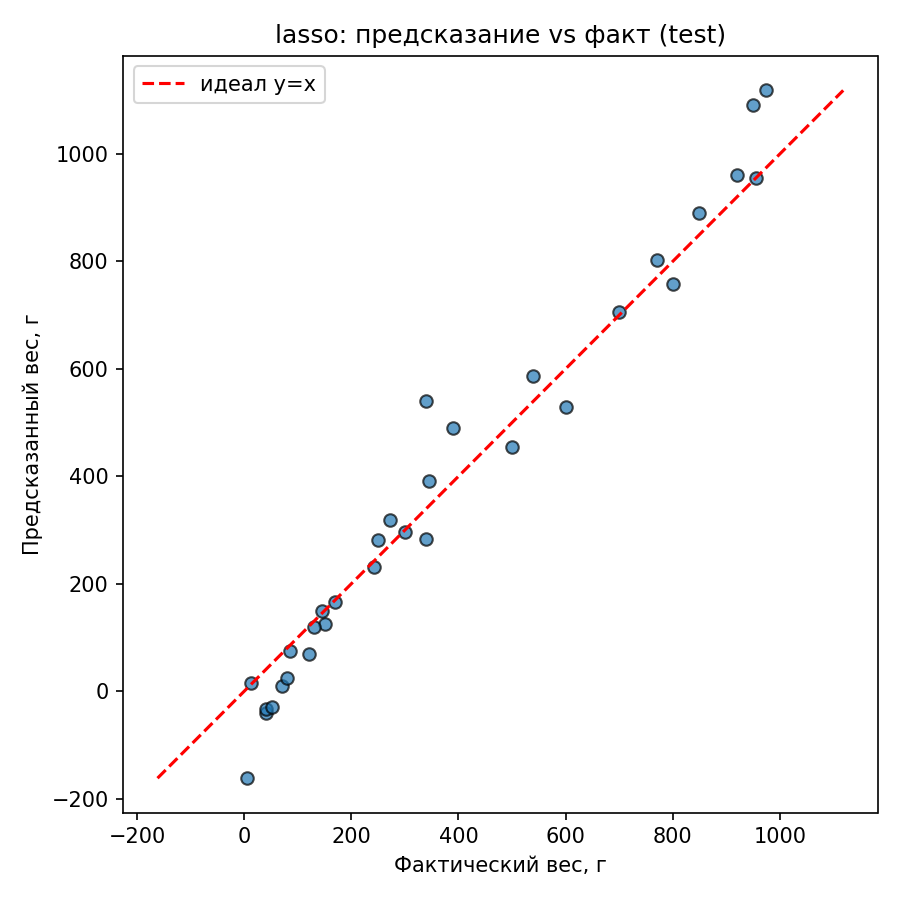 lasso: предсказание vs факт (test)
идеал y=x
Предсказанный вес, г
1000
800
600
400
200
0
−200
−200 0 200 400 600 800 1000
Фактический вес, г